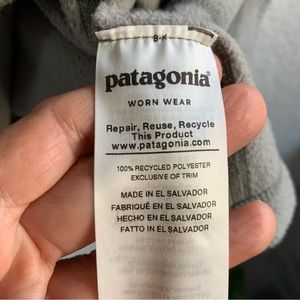 patagonia®
WORN WEAR
Repair, Reuse, Recycle
This Product
www.patagonia.com
100% RECYCLED POLYESTER
EXCLUSIVE OF TRIM
MADE IN EL SALVADOR
FABRIQUÉ EN EL SALVADOR
HECHO EN EL SALVADOR
FATTO IN EL SALVADOR